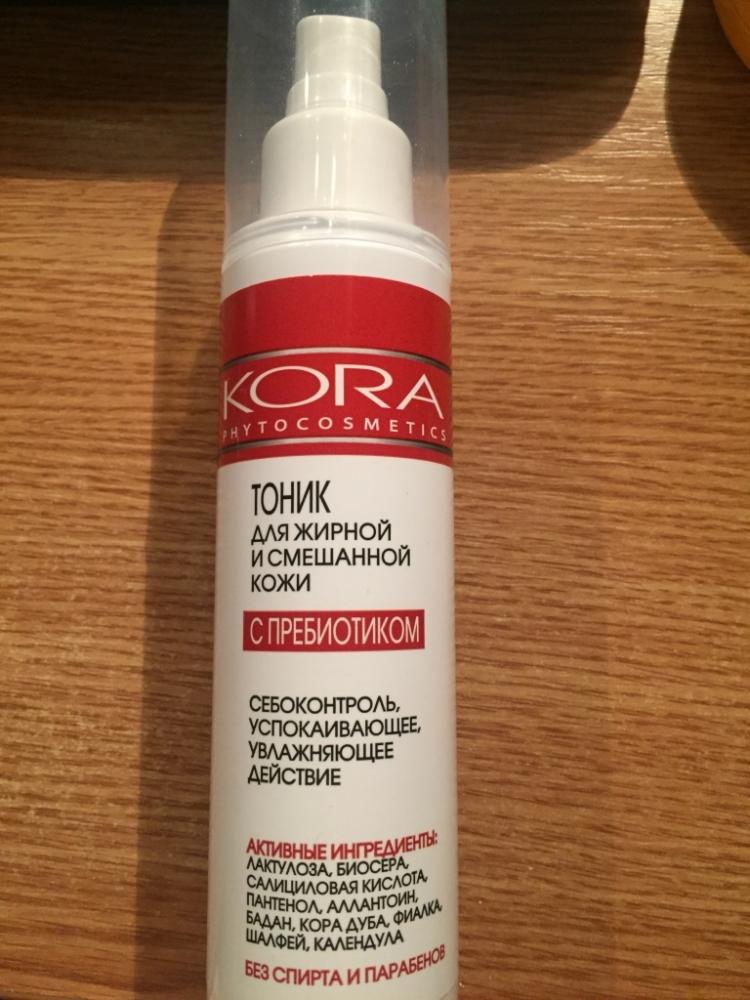 KORA
PHYTOCOSMETICS
ТОНИК
ДЛЯ ЖИРНОЙ
И СМЕШАННОЙ
КОЖИ
С ПРЕБИОТИКОМ
СЕБОКОНТРОЛЬ,
УСПОКАИВАЮЩЕЕ,
УВЛАЖНЯЮЩЕЕ
ДЕЙСТВИЕ
АКТИВНЫЕ ИНГРЕДИЕНТЫ:
ЛАКТУЛОЗА, БИОСЕРА,
САЛИЦИЛОВАЯ КИСЛОТА,
ПАНТЕНОЛ, АЛЛАНТОИН,
БАДАН, КОРА ДУБА, ФИАЛКА,
ШАЛФЕЙ, КАЛЕНДУЛА
БЕЗ СПИРТА И ПАРАБЕНОВ